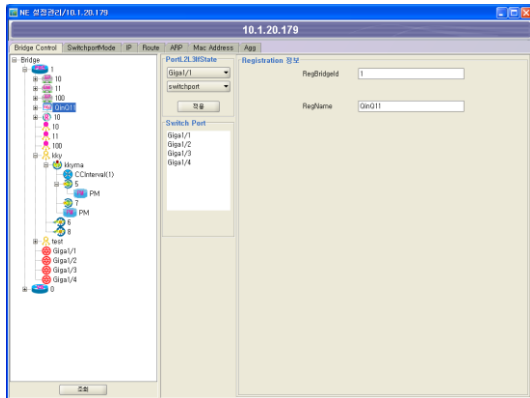 NE 설정관리/10.1.20.179
10.1.20.179
Bridge Control SwitchportMode IP Route ARP Mac Address Agg
Bridge
1
10
11
100
QinQ11
10
10
11
100
kky
kkyma
CCInterval(1)
5
PM
7
PM
6
8
test
Giga1/1
Giga1/2
Giga1/3
Giga1/4
0
조회
PortL2L3ifState
Giga1/1
switchport
적용
Switch Port
Giga1/1
Giga1/2
Giga1/3
Giga1/4
Registration 정보
RegBridgeId 1
RegName QinQ11